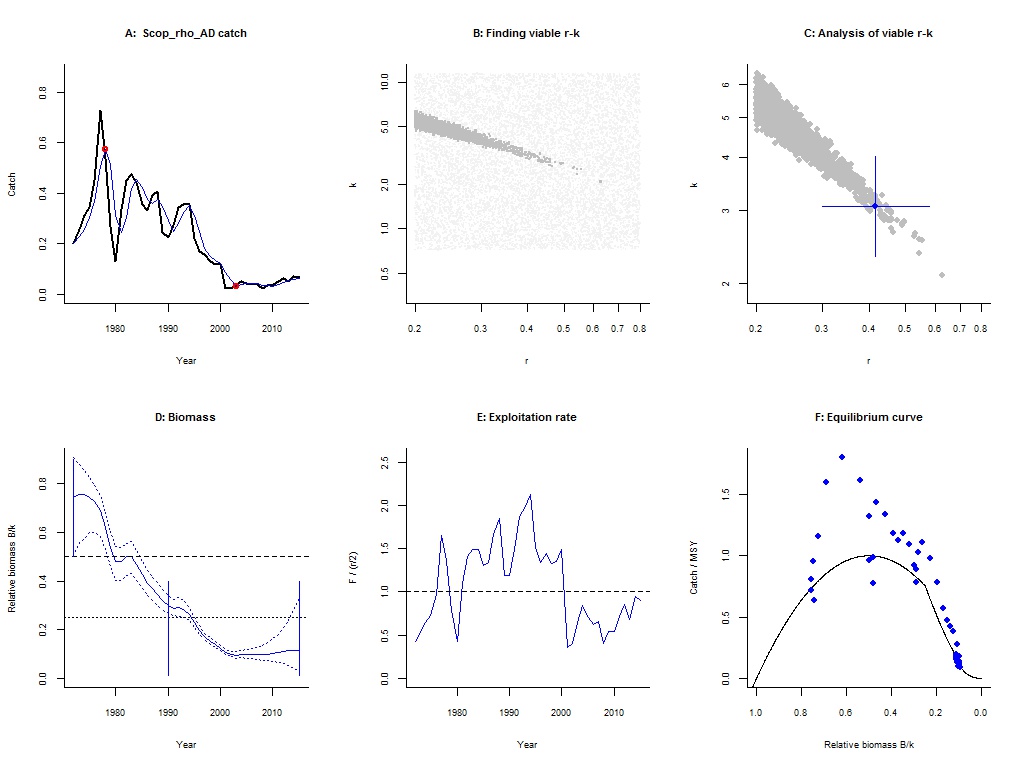 A: Scop_rho_AD catch
B: Finding viable r-k
C: Analysis of viable r-k
Catch
0.0 0.2 0.4 0.6 0.8
1980 1990 2000 2010
Year
k
0.5 1.0 2.0 5.0 10.0
0.2 0.3 0.4 0.5 0.6 0.7 0.8
r
k
2 3 4 5 6
0.2 0.3 0.4 0.5 0.6 0.7 0.8
r
D: Biomass
E: Exploitation rate
F: Equilibrium curve
Relative biomass B/k
0.0 0.2 0.4 0.6 0.8
1980 1990 2000 2010
Year
F / (r/2)
0.0 0.5 1.0 1.5 2.0 2.5
1980 1990 2000 2010
Year
Catch / MSY
0.0 0.5 1.0 1.5
1.0 0.8 0.6 0.4 0.2 0.0
Relative biomass B/k